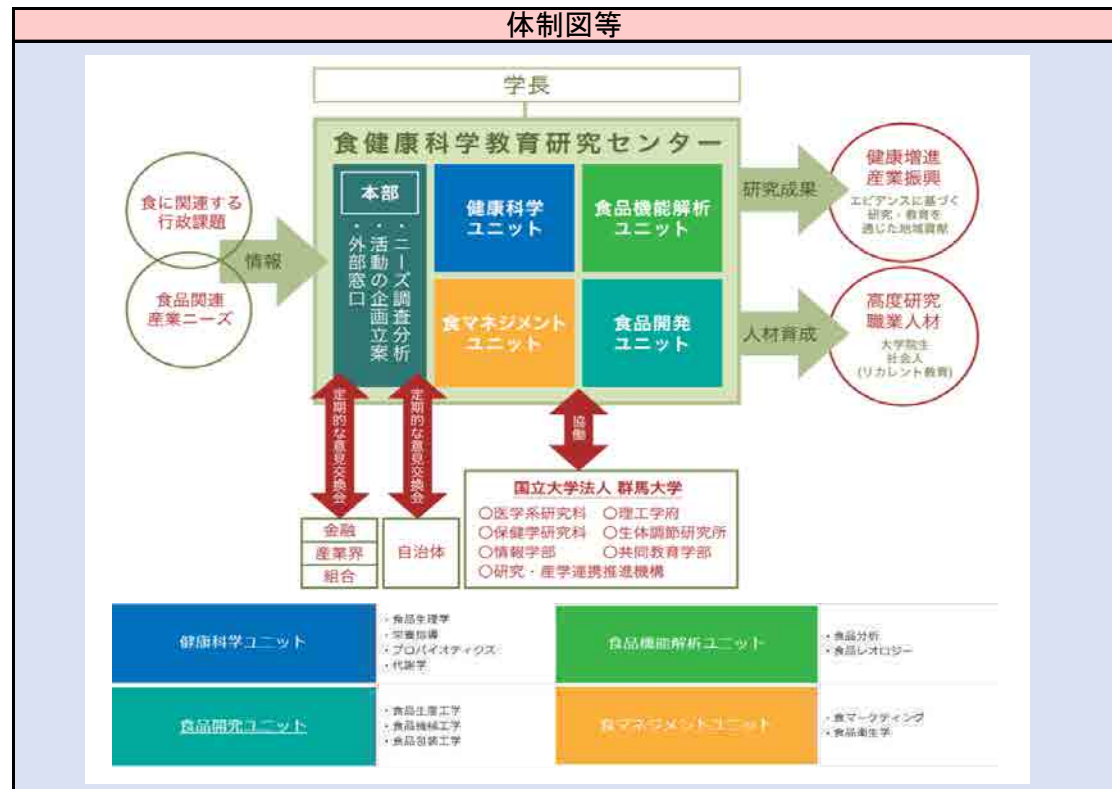 体制図等
学長
食健康科学教育研究センター
食に関連する
行政課題
食品関連
産業ニーズ
情報
本部
・ニーズ調査分析
・活動の企画立案
・外部窓口
健康科学
ユニット
食品機能解析
ユニット
食マネジメント
ユニット
食品開発
ユニット
研究成果
健康増進
産業振興
エビアンスに基づく
研究・教育を
通じた地域貢献
人材育成
高度研究
職業人材
大学院生
社会人
(リカレント教育)
定期的な意見交換会
定期的な意見交換会
協働
金融
産業界
組合
自治体
国立大学法人 群馬大学
〇医学系研究科 〇理工学府
〇保健学研究科 〇生体調節研究所
〇情報学部 〇共同教育学部
〇研究・産学連携推進機構
健康科学ユニット
・食品生理学
・栄養指導
・プロバイオティクス
・代謝学
食品機能解析ユニット
・食品分析
・食品レオロジー
食品開究ユニット
・食品生産工学
・食品機械工学
・食品包装工学
食マネジメントユニット
・食マーケティング
・食品衛生学